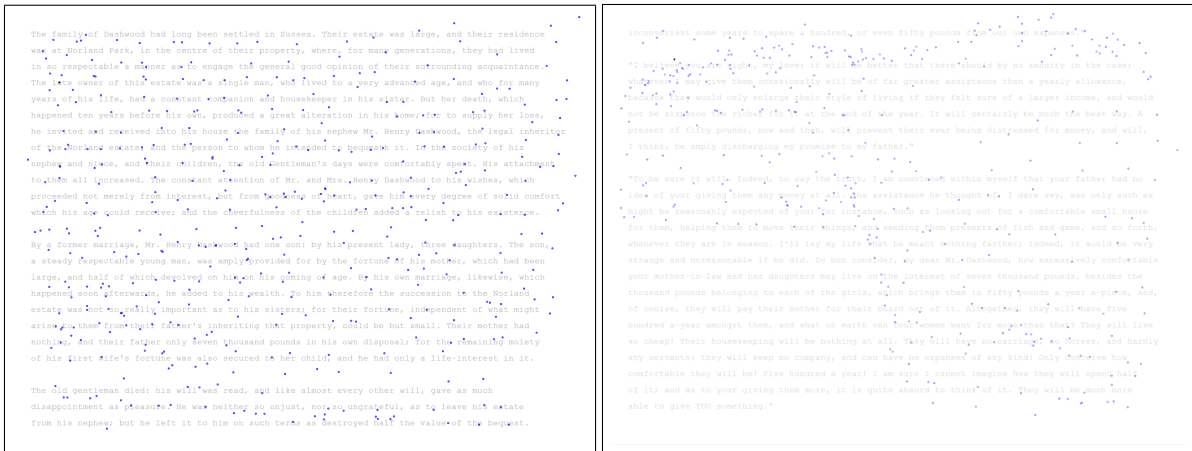 The family of Dashwood had long been settled in Sussex. Their estate was large, and their residence
was at Norland Park, in the centre of their property, where, for many generations, they had lived
in so respectable a manner as to engage the general good opinion of their surrounding acquaintance.
The late owner of this estate was a single man, who lived to a very advanced age, and who for many
years of his life, had a constant companion and housekeeper in his sister. But her death, which
happened ten years before his own, produced a great alteration in his home; for to supply her loss,
he invited and received into his house the family of his nephew Mr. Henry Dashwood, the legal inheritor
of the Norland estate, and the person to whom he intended to bequeath it. In the society of his
nephew and niece, and their children, the old Gentleman's days were comfortably spent. His attachment
to them all increased. The constant attention of Mr. and Mrs. Henry Dashwood to his wishes, which
proceeded not merely from interest, but from goodness of heart, gave him every degree of solid comfort
which his age could receive; and the cheerfulness of the children added a relish to his existence.
By a former marriage, Mr. Henry Dashwood had one son: by his present lady, three daughters. The son,
a steady respectable young man, was amply provided for by the fortune of his mother, which had been
large, and half of which devolved on him on his coming of age. By his own marriage, likewise, which
happened soon afterwards, he added to his wealth. To him therefore the succession to the Norland
estate was not so really important as to his sisters; for their fortune, independent of what might
arise to them from their father's inheriting that property, could be but small. Their mother had
nothing, and their father only seven thousand pounds in his own disposal; for the remaining moiety
of his first wife's fortune was also secured to her child, and he had only a life-interest in it.
The old gentleman died: his will was read, and like almost every other will, gave as much
disappointment as pleasure. He was neither so unjust, nor so ungrateful, as to leave his estate
from his nephew; but he left it to him on such terms as destroyed half the value of the bequest.
inconvenient some years to spare a hundred, or even fifty pounds from our own expenses."
"I believe you are right, my love; it will be better that there should be no annuity in the case;
whatever I may give them occasionally will be of far greater assistance than a yearly allowance,
because they would only enlarge their style of living if they felt sure of a larger income, and would
not be sixpence the richer for it at the end of the year. It will certainly be much the best way. A
present of fifty pounds, now and then, will prevent their ever being distressed for money, and will,
I think, be amply discharging my promise to my father."
"To be sure it will. Indeed, to say the truth, I am convinced within myself that your father had no
idea of your giving them any money at all. The assistance he thought of, I dare say, was only such as
might be reasonably expected of you; for instance, such as looking out for a comfortable small house
for them, helping them to move their things, and sending them presents of fish and game, and so forth,
whenever they are in season. I'll lay my life that he meant nothing farther; indeed, it would be very
strange and unreasonable if he did. Do but consider, my dear Mr. Dashwood, how excessively comfortable
your mother-in-law and her daughters may live on the interest of seven thousand pounds, besides the
thousand pounds belonging to each of the girls, which brings them in fifty pounds a year a-piece, and,
of course, they will pay their mother for their board out of it. Altogether, they will have five
hundred a-year amongst them, and what on earth can four women want for more than that? They will live
so cheap! Their housekeeping will be nothing at all. They will have no carriage, no horses, and hardly
any servants; they will keep no company, and can have no expenses of any kind! Only conceive how
comfortable they will be! Five hundred a year! I am sure I cannot imagine how they will spend half
of it; and as to your giving them more, it is quite absurd to think of it. They will be much more
able to give YOU something."